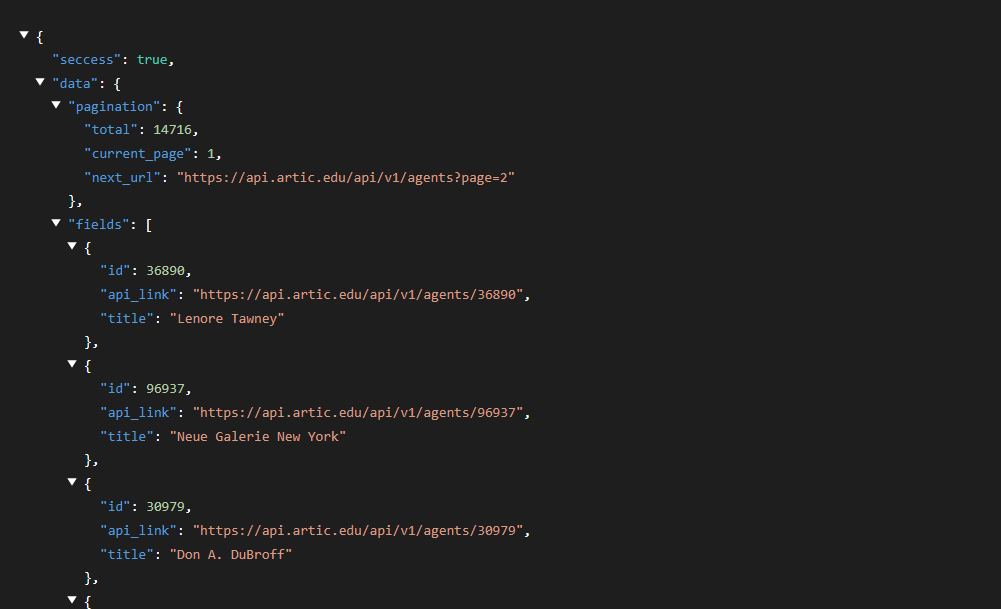 {
"seccess": true,
"data": {
"pagination": {
"total": 14716,
"current_page": 1,
"next_url": "https://api.artic.edu/api/v1/agents?page=2"
},
"fields": [
{
"id": 36890,
"api_link": "https://api.artic.edu/api/v1/agents/36890",
"title": "Lenore Tawney"
},
{
"id": 96937,
"api_link": "https://api.artic.edu/api/v1/agents/96937",
"title": "Neue Galerie New York"
},
{
"id": 30979,
"api_link": "https://api.artic.edu/api/v1/agents/30979",
"title": "Don A. DuBroff"
},
{